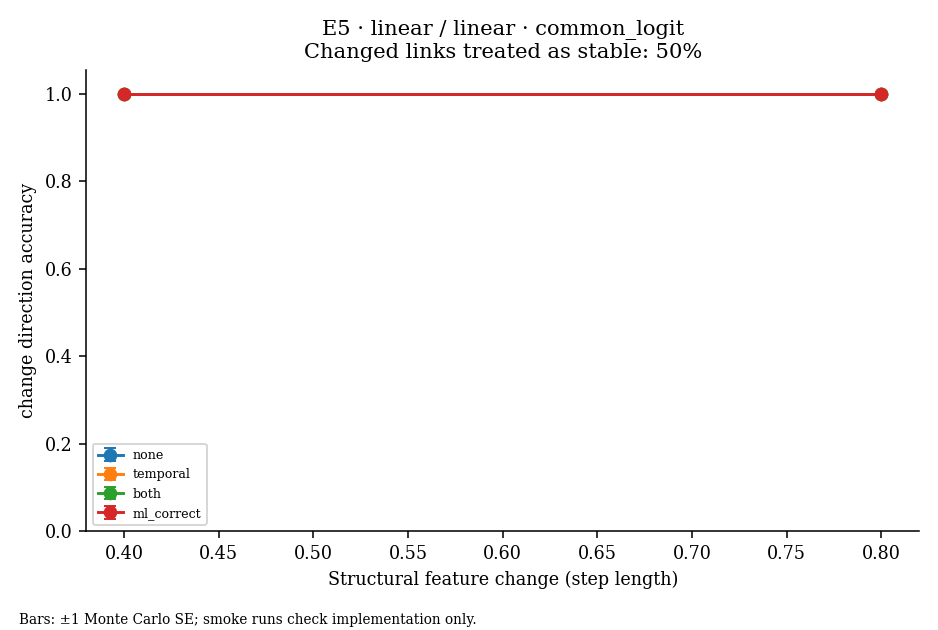 E5 · linear / linear · common_logit
Changed links treated as stable: 50%
change direction accuracy
1.0
0.8
0.6
0.4
0.2
0.0
none
temporal
both
ml_correct
0.40 0.45 0.50 0.55 0.60 0.65 0.70 0.75 0.80
Structural feature change (step length)
Bars: ±1 Monte Carlo SE; smoke runs check implementation only.